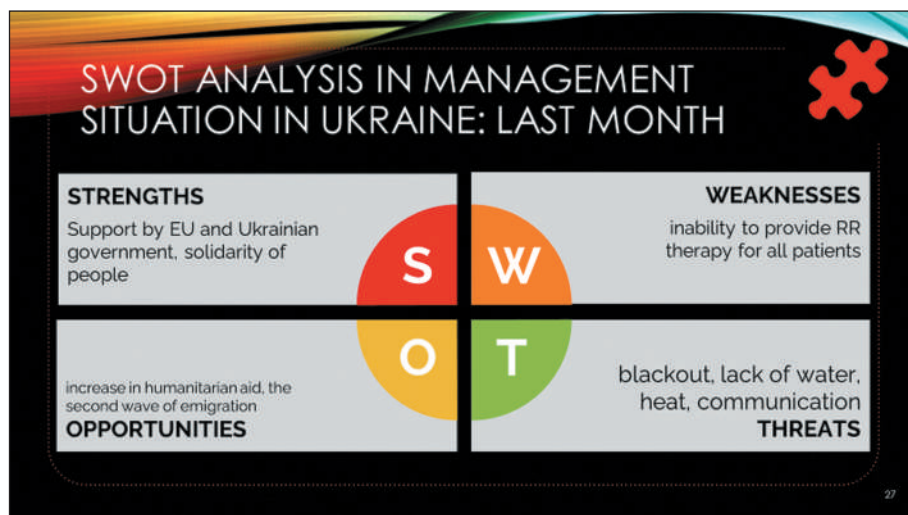 SWOT ANALYSIS IN MANAGEMENT
SITUATION IN UKRAINE: LAST MONTH
STRENGTHS
Support by EU and Ukrainian
government, solidarity of
people
S
WEAKNESSES
inability to provide RR
therapy for all patients
W
increase in humanitarian aid, the
second wave of emigration
OPPORTUNITIES
O
blackout, lack of water,
heat, communication
THREATS
T
27